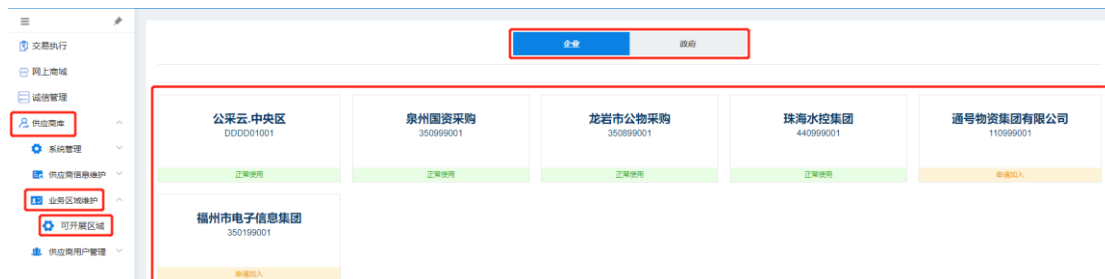 交易执行
网上商城
诚信管理
供应商库
系统管理
供应商信息维护
业务区域维护
可开展区域
供应商用户管理
企业 政府
公采云.中央区 泉州国资采购 龙岩市公物采购 珠海水控集团 通号物资集团有限公司
DDDD01001 350999001 350899001 440999001 110999001
正常使用 正常使用 正常使用 正常使用 申请加入
福州市电子信息集团
350199001
申请加入